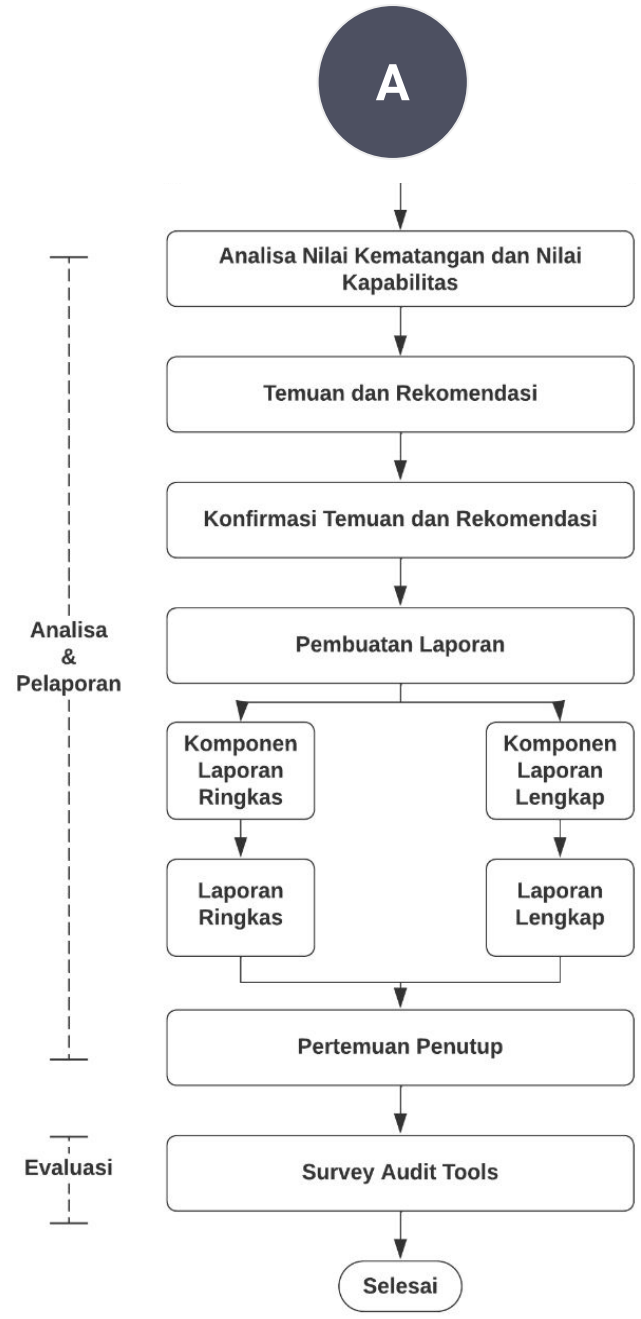 A
Analisa Nilai Kematangan dan Nilai
Kapabilitas
Temuan dan Rekomendasi
Konfirmasi Temuan dan Rekomendasi
Analisa
&
Pelaporan
Pembuatan Laporan
Komponen
Laporan
Ringkas
Komponen
Laporan
Lengkap
Laporan
Ringkas
Laporan
Lengkap
Pertemuan Penutup
Evaluasi
Survey Audit Tools
Selesai